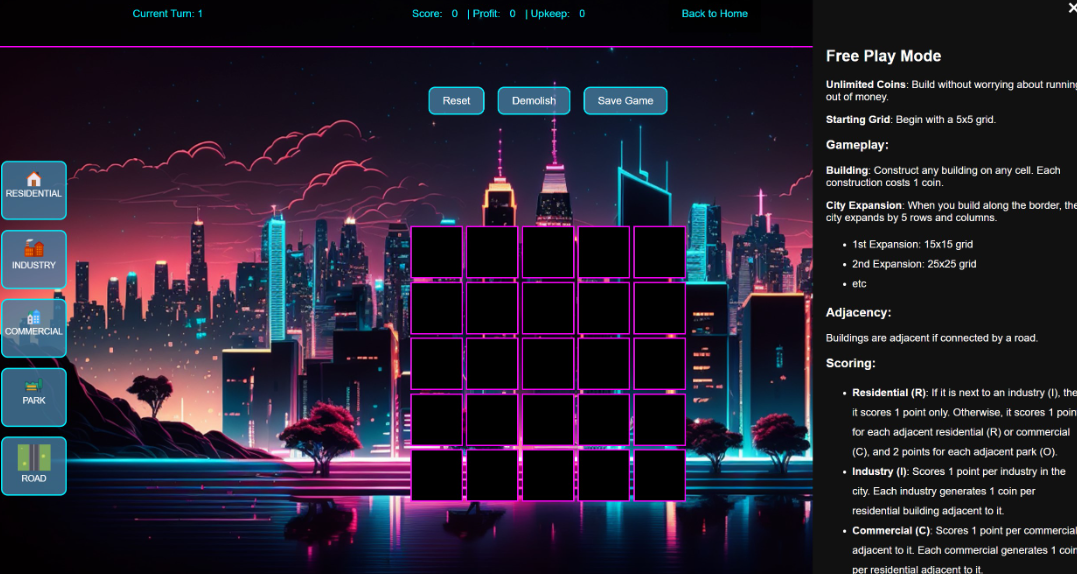 Current Turn: 1
Score: 0 | Profit: 0 | Upkeep: 0
Back to Home
Reset
Demolish
Save Game
RESIDENTIAL
INDUSTRY
COMMERCIAL
PARK
ROAD
Free Play Mode
Unlimited Coins: Build without worrying about running
out of money.
Starting Grid: Begin with a 5x5 grid.
Gameplay:
Building: Construct any building on any cell. Each
construction costs 1 coin.
City Expansion: When you build along the border, the
city expands by 5 rows and columns.
1st Expansion: 15x15 grid
2nd Expansion: 25x25 grid
etc
Adjacency:
Buildings are adjacent if connected by a road.
Scoring:
Residential (R): If it is next to an industry (I), the
it scores 1 point only. Otherwise, it scores 1 poin
for each adjacent residential (R) or commercial
(C), and 2 points for each adjacent park (O).
Industry (I): Scores 1 point per industry in the
city. Each industry generates 1 coin per
residential building adjacent to it.
Commercial (C): Scores 1 point per commercial
adjacent to it. Each commercial generates 1 coin
per residential adjacent to it.